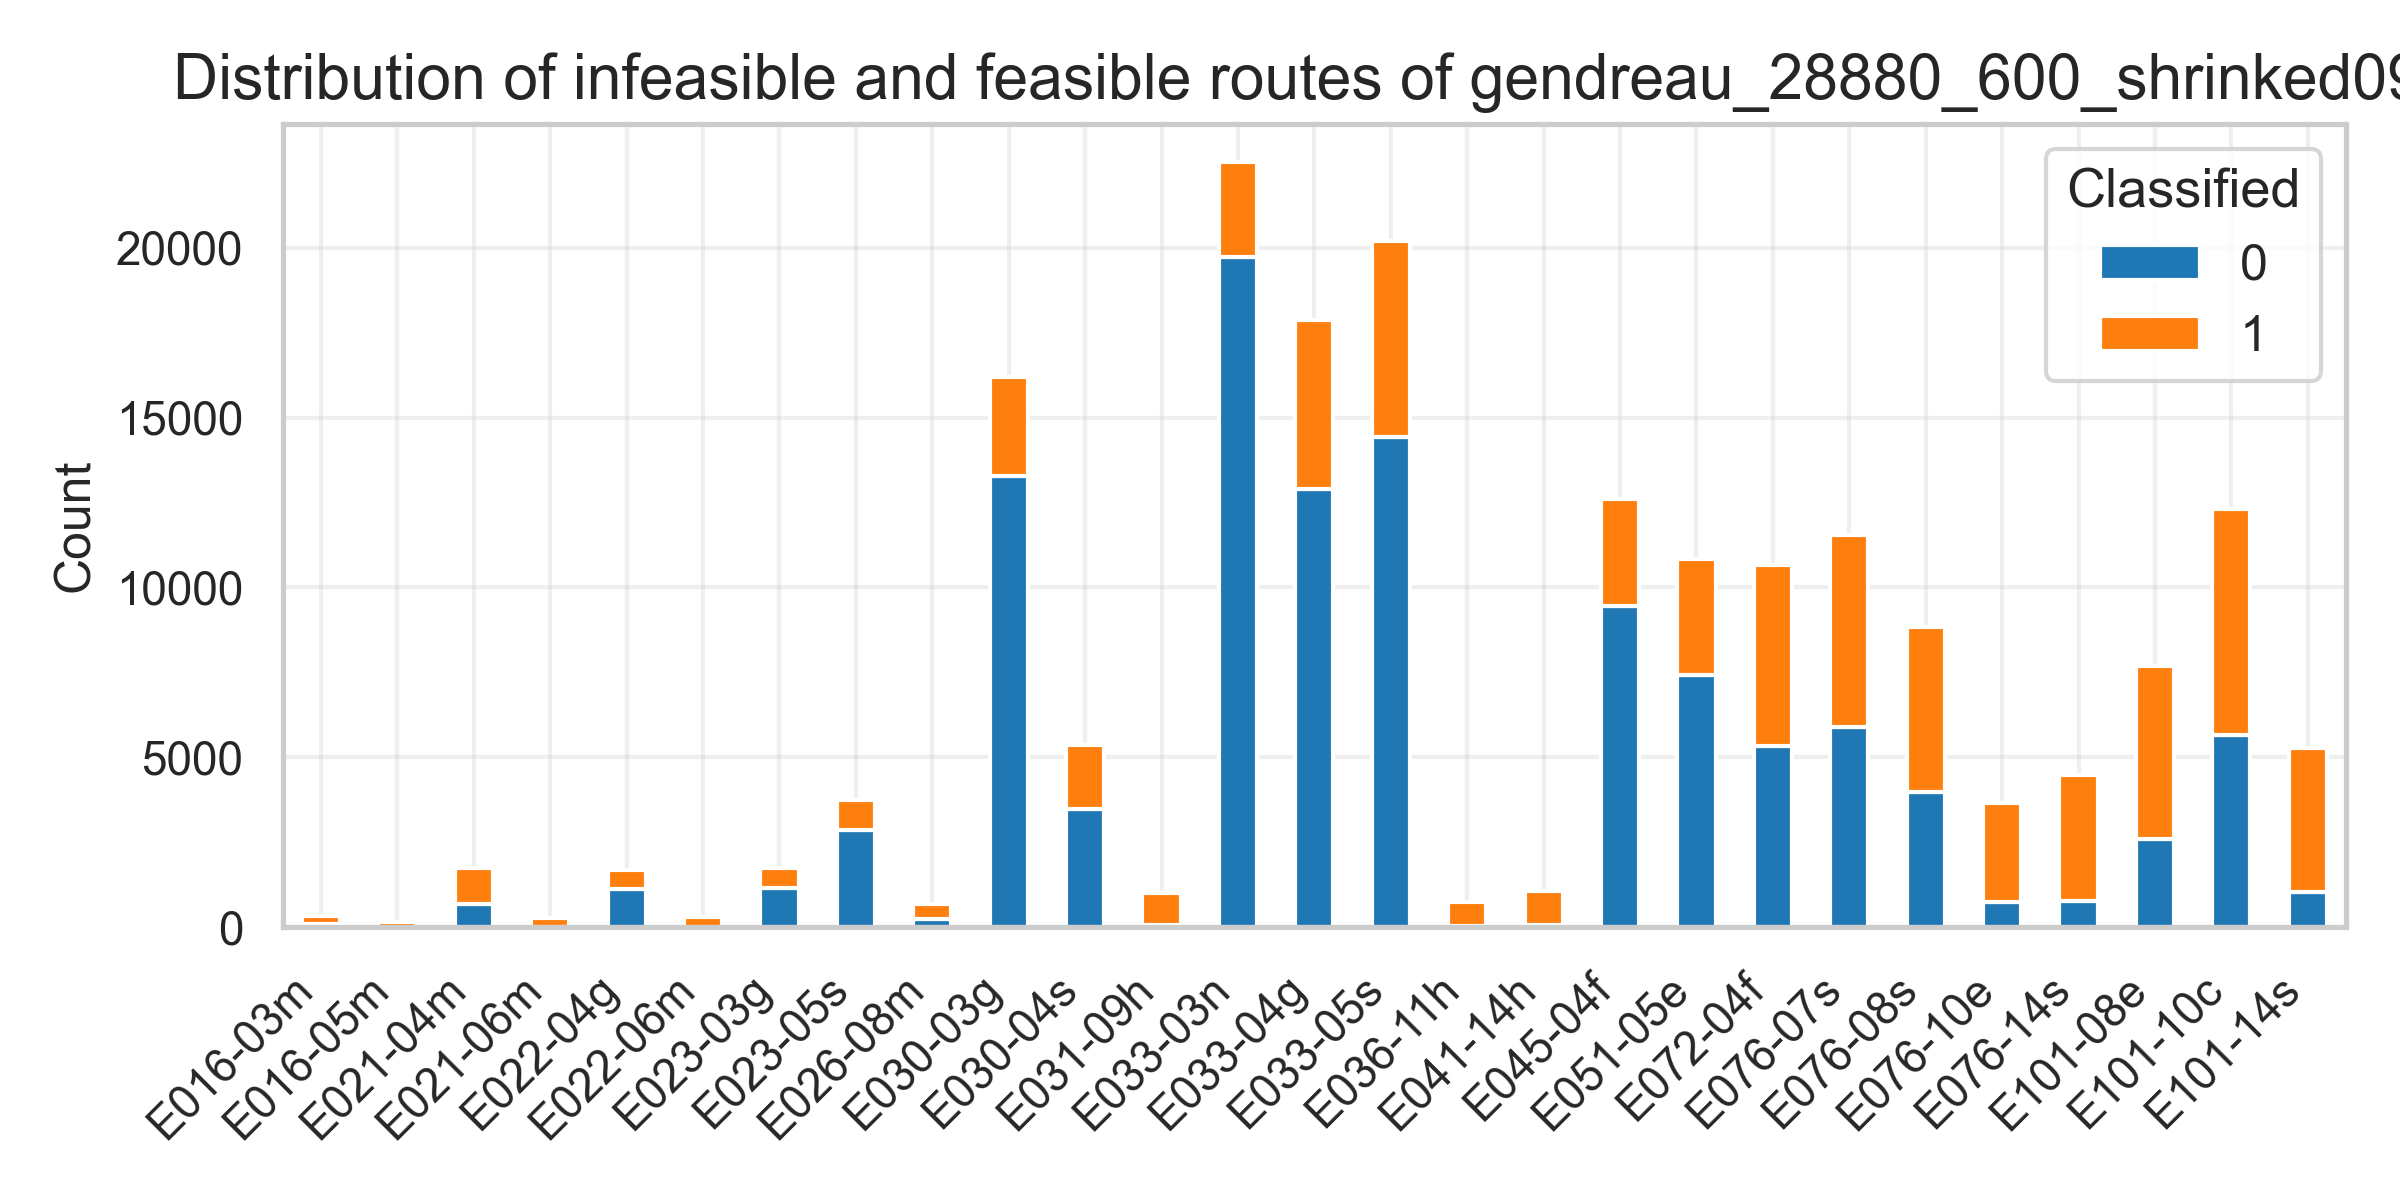 Distribution of infeasible and feasible routes of gendreau_28880_600_shrinked09
Classified
0
1
Count
20000
15000
10000
5000
0
E016-03m
E016-05m
E021-04m
E021-06m
E022-04g
E022-06m
E023-03g
E023-05s
E026-08m
E030-03g
E030-04s
E031-09h
E033-03n
E033-04g
E033-05s
E036-11h
E041-14h
E045-04f
E051-05e
E072-04f
E076-07s
E076-08s
E076-10e
E076-14s
E101-08e
E101-10c
E101-14s